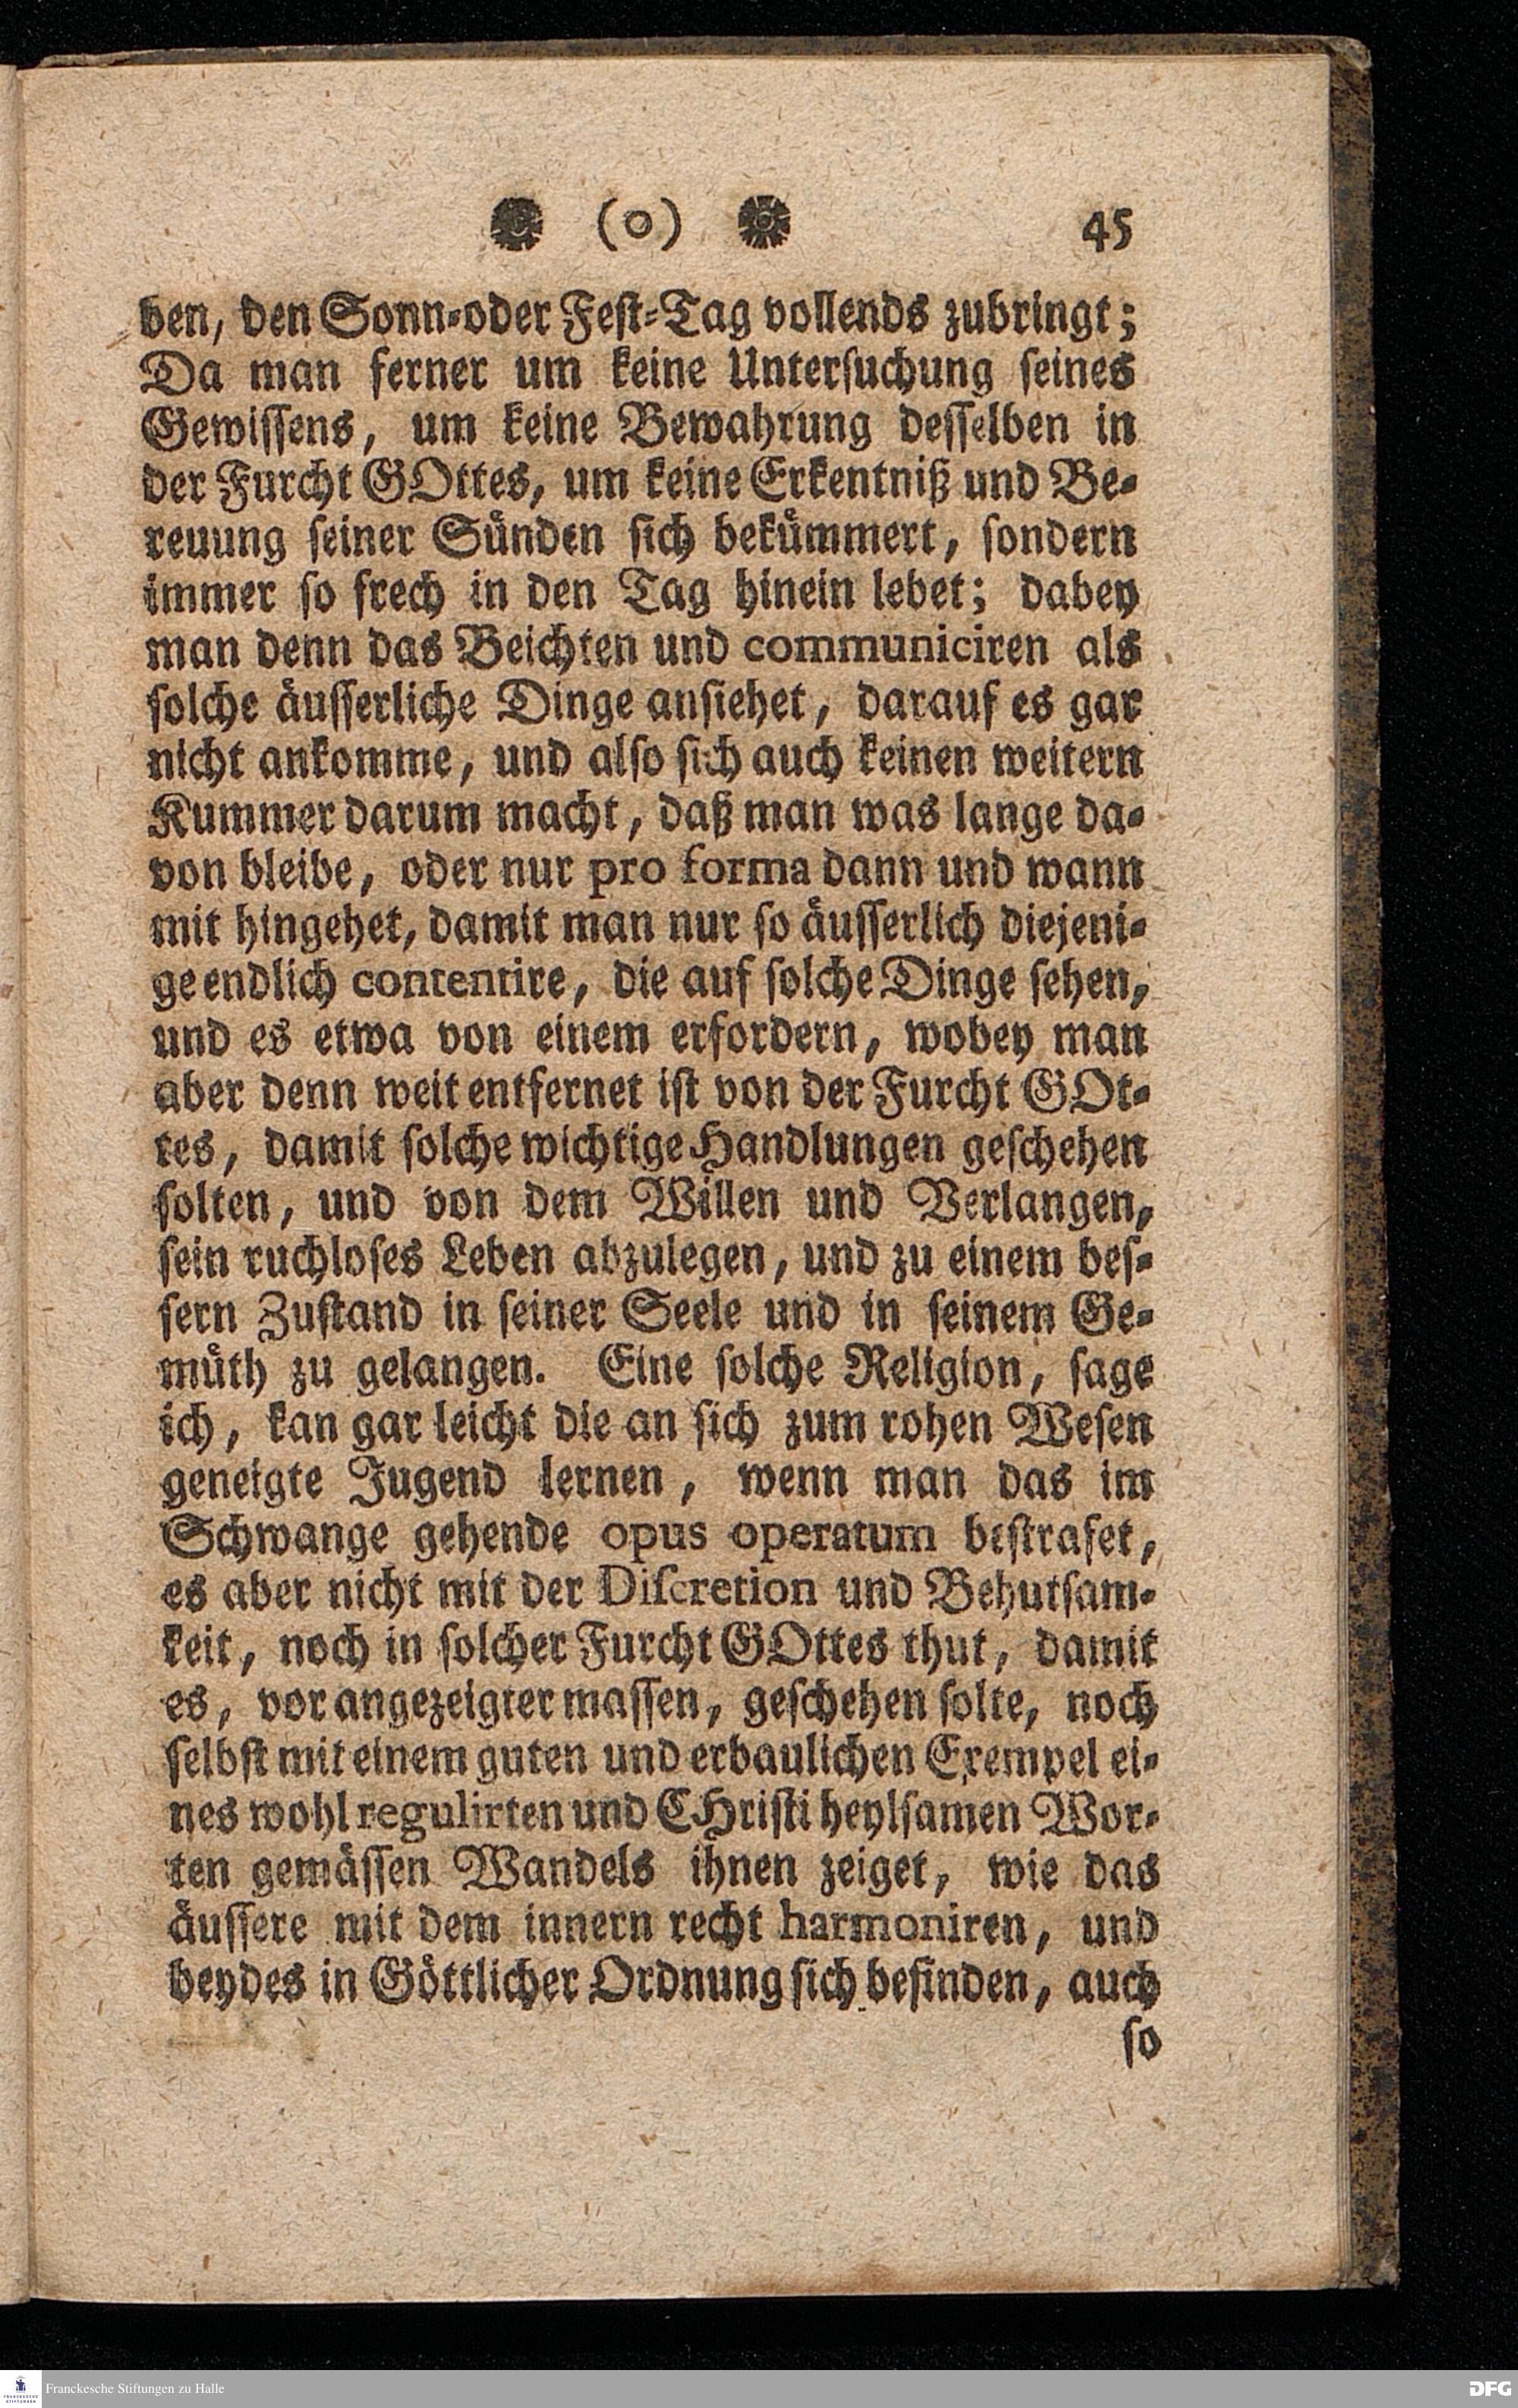 (o) 45
ben, den Sonn-oder Fest-Tag vollends zubringt;
Da man ferner um keine Untersuchung seines
Gewissens, um keine Bewahrung desselben in
der Furcht GOttes, um keine Erkentniß und Be-
reuung seiner Sünden sich bekümmert, sondern
immer so frech in den Tag hinein lebet; dabey
man denn das Beichten und communiciren als
solche äusserliche Dinge ansiehet, darauf es gar
nicht ankomme, und also sich auch keinen weitern
Kummer darum macht, daß man was lange da-
von bleibe, oder nur pro forma dann und wann
mit hingehet, damit man nur so äusserlich diejeni-
ge endlich contentire, die auf solche Dinge sehen,
und es etwa von einem erfordern, wobey man
aber denn weit entfernet ist von der Furcht GOt-
tes, damit solche wichtige Handlungen geschehen
solten, und von dem Willen und Verlangen,
sein ruchloses Leben abzulegen, und zu einem bes-
sern Zustand in seiner Seele und in seinem Ge-
müth zu gelangen. Eine solche Religion, sage
ich, kan gar leicht die an sich zum rohen Wesen
geneigte Jugend lernen, wenn man das im
Schwange gehende opus operatum bestrafet,
es aber nicht mit der Discretion und Behutsam-
keit, noch in solcher Furcht GOttes thut, damit
es, vor angezeigter massen, geschehen solte, noch
selbst mit einem guten und erbaulichen Exempel ei-
nes wohl regulirten und CHristi heylsamen Wor-
ten gemässen Wandels ihnen zeiget, wie das
äussere mit dem innern recht harmoniren, und
beydes in Göttlicher Ordnung sich befinden, auch
so
FRANCKESCHE STIFTUNGEN
Franckesche Stiftungen zu Halle
DFG